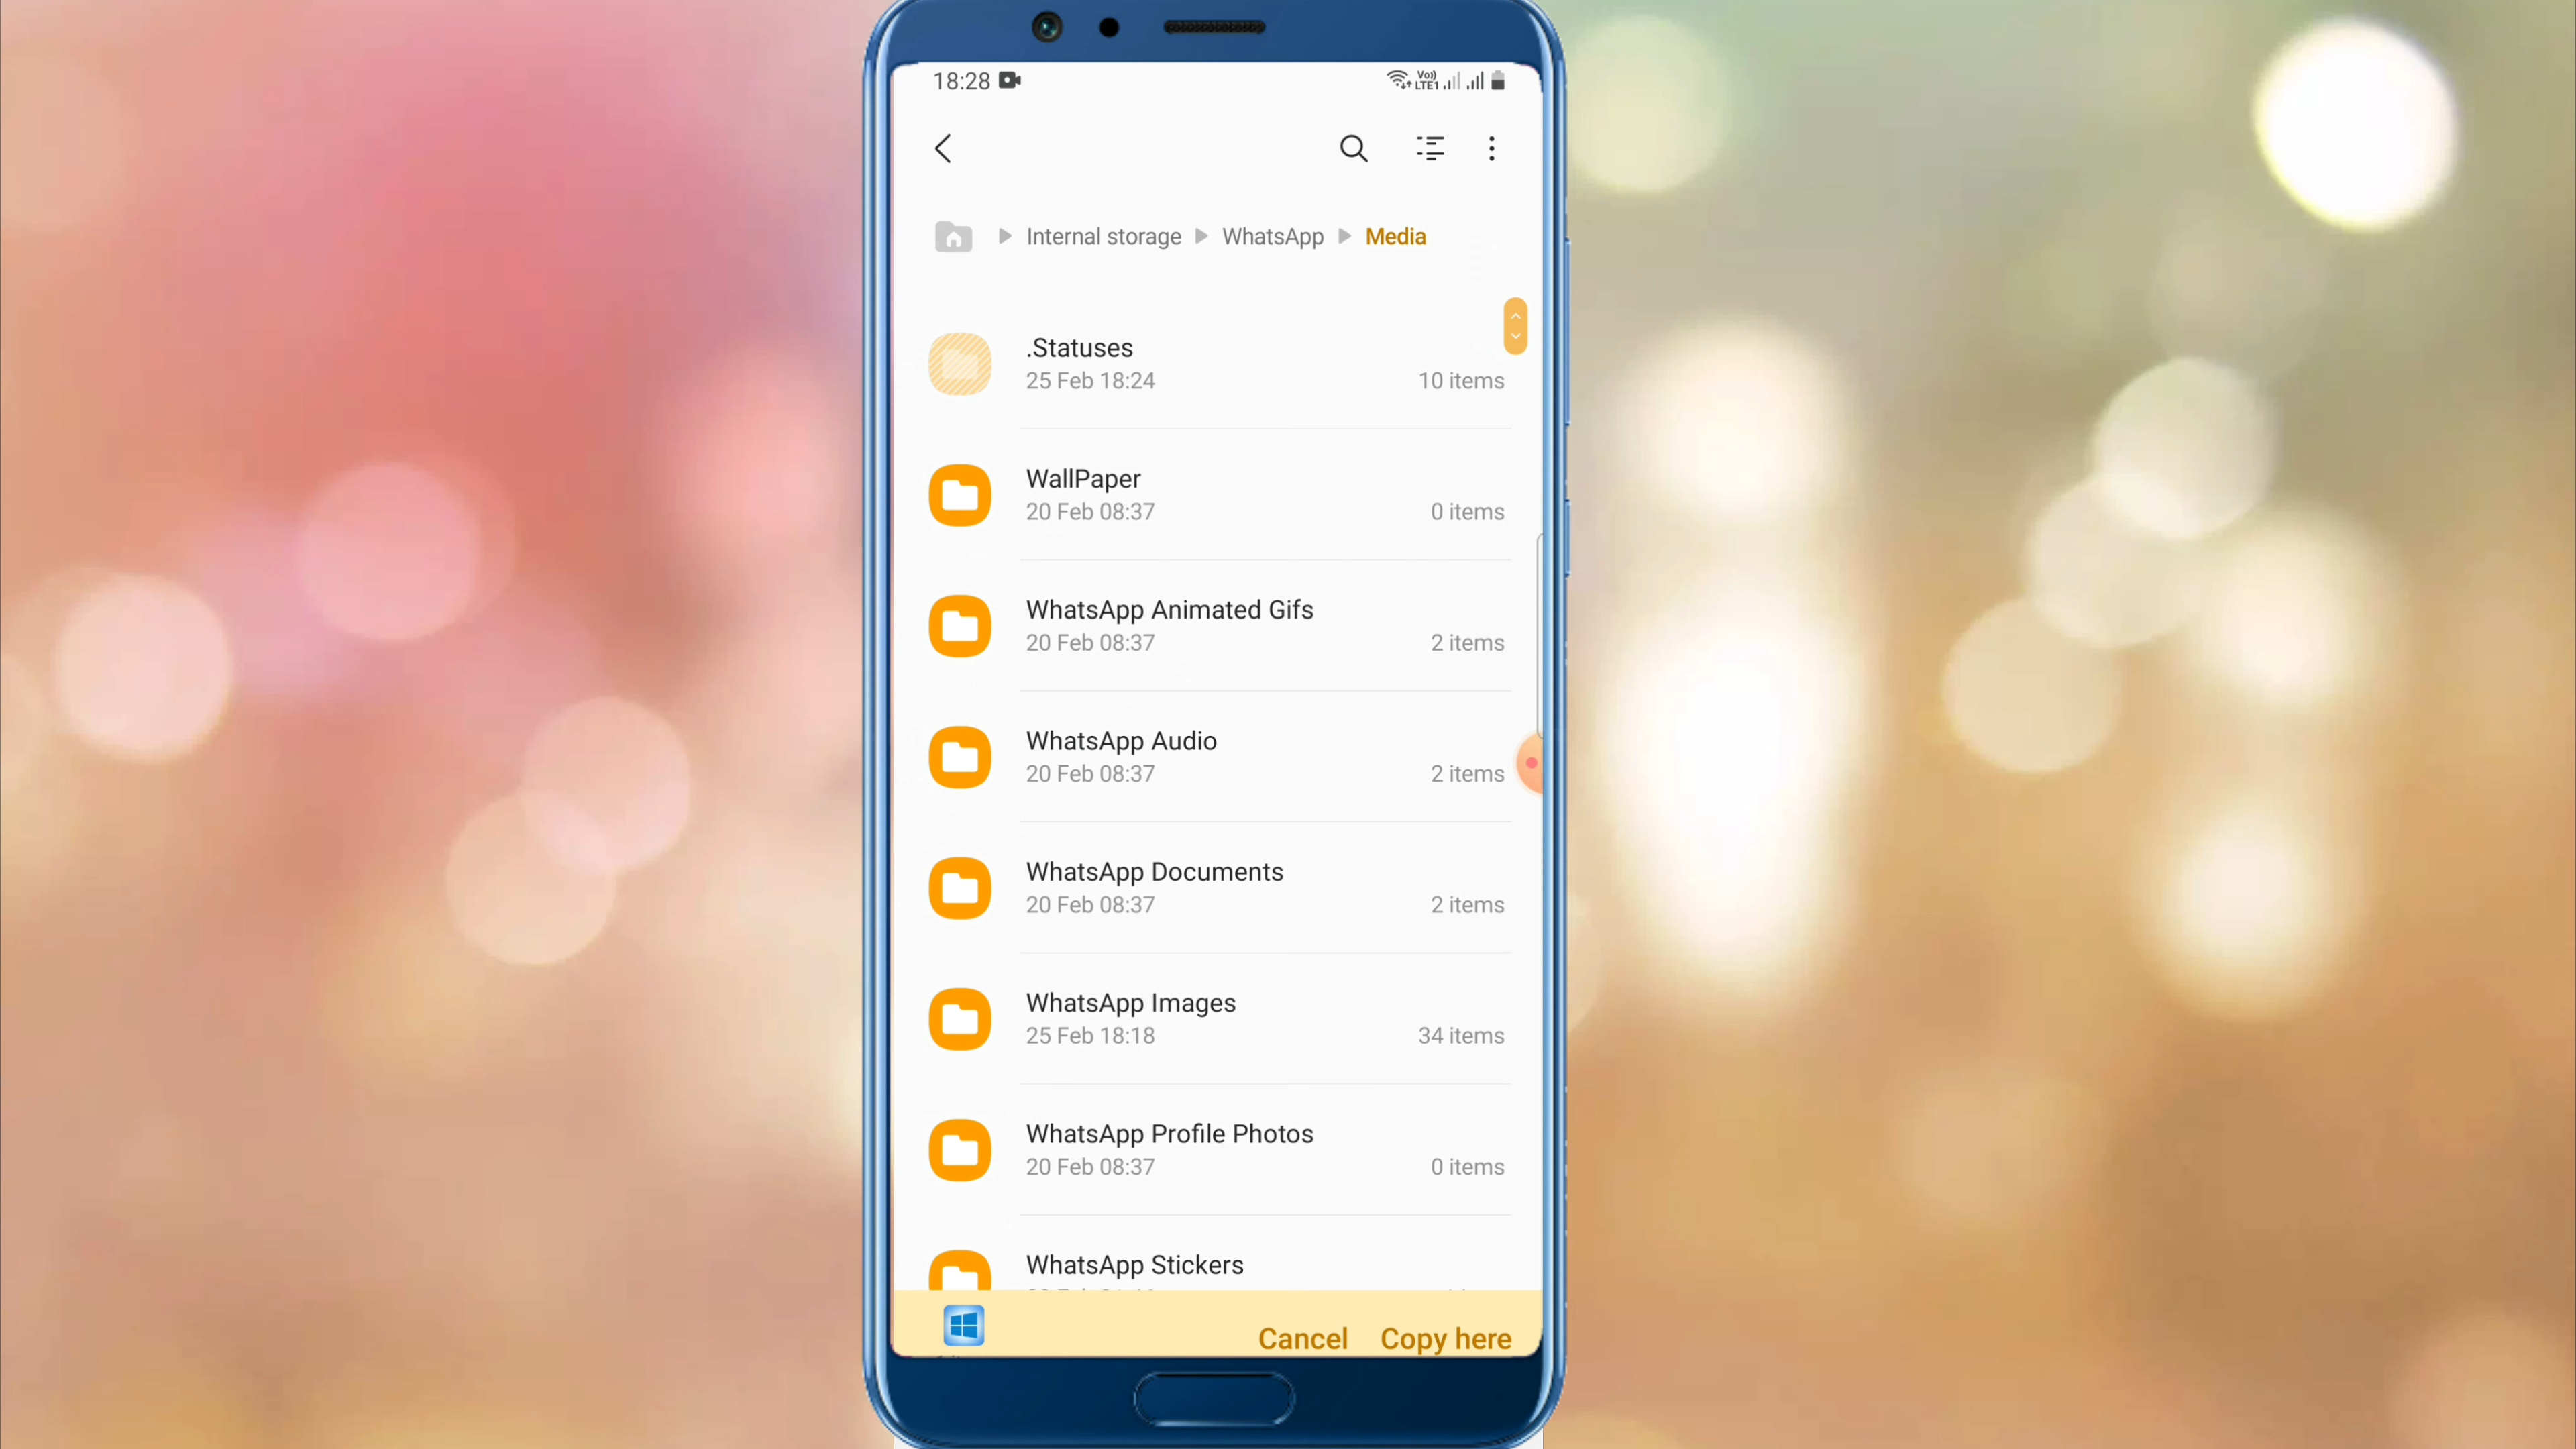 18:28
Vo)) LTE1
Internal storage WhatsApp Media
.Statuses
25 Feb 18:24 10 items
WallPaper
20 Feb 08:37 0 items
WhatsApp Animated Gifs
20 Feb 08:37 2 items
WhatsApp Audio
20 Feb 08:37 2 items
WhatsApp Documents
20 Feb 08:37 2 items
WhatsApp Images
25 Feb 18:18 34 items
WhatsApp Profile Photos
20 Feb 08:37 0 items
WhatsApp Stickers
Cancel Copy here